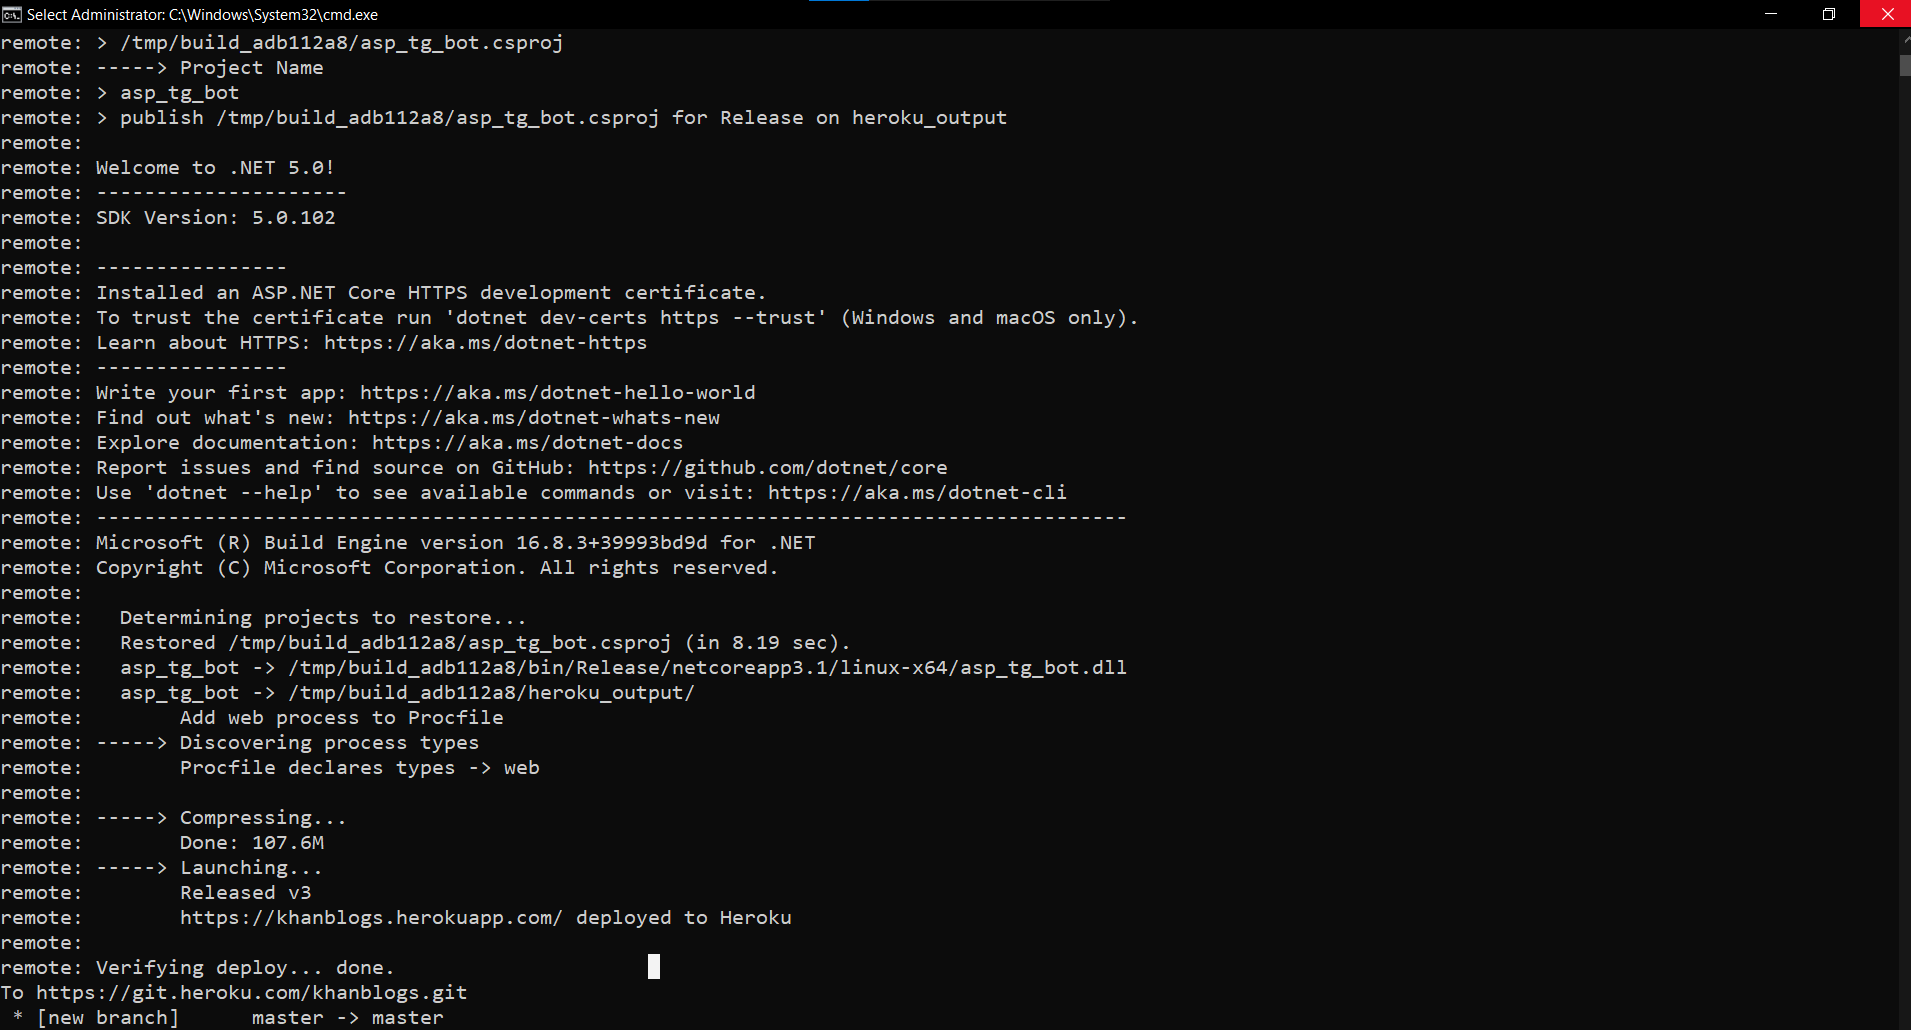 Select Administrator: C:\Windows\System32\cmd.exe
remote: > /tmp/build_adb112a8/asp_tg_bot.csproj
remote: -----> Project Name
remote: > asp_tg_bot
remote: > publish /tmp/build_adb112a8/asp_tg_bot.csproj for Release on heroku_output
remote:
remote: Welcome to .NET 5.0!
remote: ---------------------
remote: SDK Version: 5.0.102
remote:
remote: ----------------
remote: Installed an ASP.NET Core HTTPS development certificate.
remote: To trust the certificate run 'dotnet dev-certs https --trust' (Windows and macOS only).
remote: Learn about HTTPS: https://aka.ms/dotnet-https
remote: ----------------
remote: Write your first app: https://aka.ms/dotnet-hello-world
remote: Find out what's new: https://aka.ms/dotnet-whats-new
remote: Explore documentation: https://aka.ms/dotnet-docs
remote: Report issues and find source on GitHub: https://github.com/dotnet/core
remote: Use 'dotnet --help' to see available commands or visit: https://aka.ms/dotnet-cli
remote: --------------------------------------------------------------------------------------
remote: Microsoft (R) Build Engine version 16.8.3+39993bd9d for .NET
remote: Copyright (C) Microsoft Corporation. All rights reserved.
remote:
remote:   Determining projects to restore...
remote:   Restored /tmp/build_adb112a8/asp_tg_bot.csproj (in 8.19 sec).
remote:   asp_tg_bot -> /tmp/build_adb112a8/bin/Release/netcoreapp3.1/linux-x64/asp_tg_bot.dll
remote:   asp_tg_bot -> /tmp/build_adb112a8/heroku_output/
remote:        Add web process to Procfile
remote: -----> Discovering process types
remote:        Procfile declares types -> web
remote:
remote: -----> Compressing...
remote:        Done: 107.6M
remote: -----> Launching...
remote:        Released v3
remote:        https://khanblogs.herokuapp.com/ deployed to Heroku
remote:
remote: Verifying deploy... done.
To https://git.heroku.com/khanblogs.git
 * [new branch]      master -> master